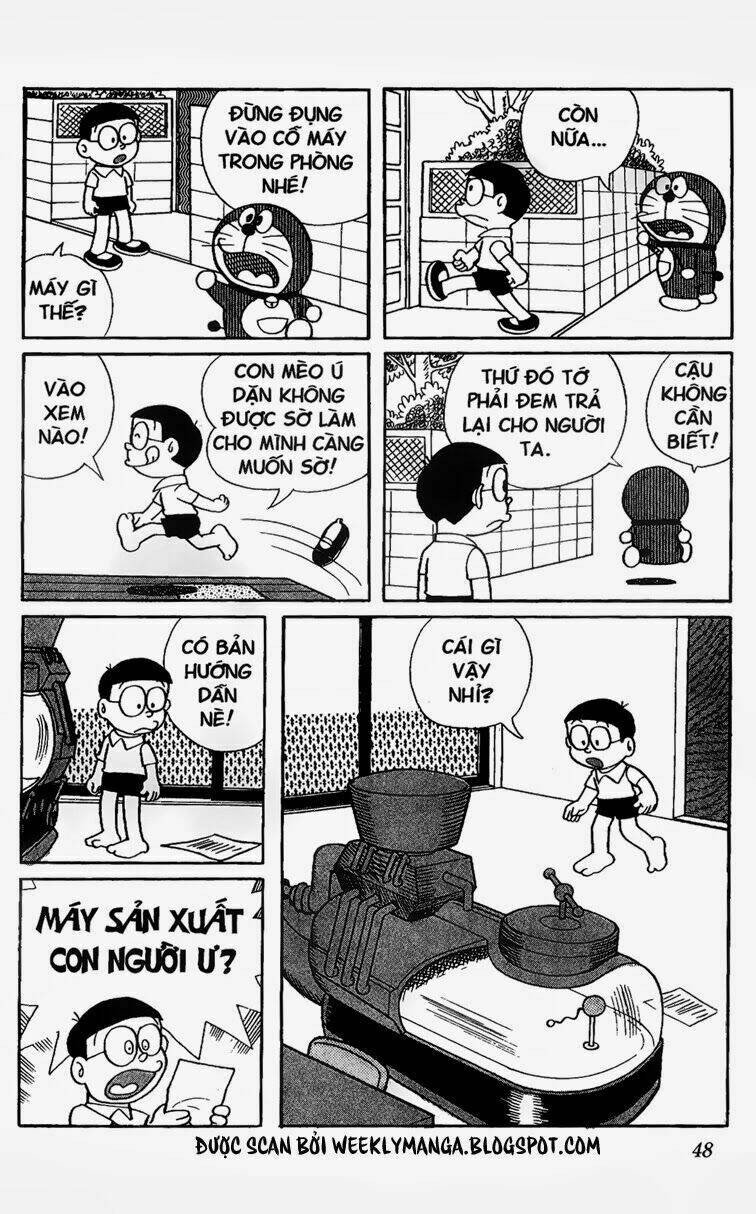 CÒN
NỮA...
ĐỪNG ĐỤNG
VÀO CỖ MÁY
TRONG PHÒNG
NHÉ!
MÁY GÌ
THẾ?
CẬU
KHÔNG
CẦN
BIẾT!
THỨ ĐÓ TỚ
PHẢI ĐEM TRẢ
LẠI CHO NGƯỜI
TA.
CON MÈO Ú
DẶN KHÔNG
ĐƯỢC SỜ LÀM
CHO MÌNH CÀNG
MUỐN SỜ!
VÀO
XEM
NÀO!
CÁI GÌ
VẬY
NHỈ?
CÓ BẢN
HƯỚNG
DẪN
NÈ!
MÁY SẢN XUẤT
CON NGƯỜI Ư?
ĐƯỢC SCAN BỞI WEEKLYMANGA.BLOGSPOT.COM
48